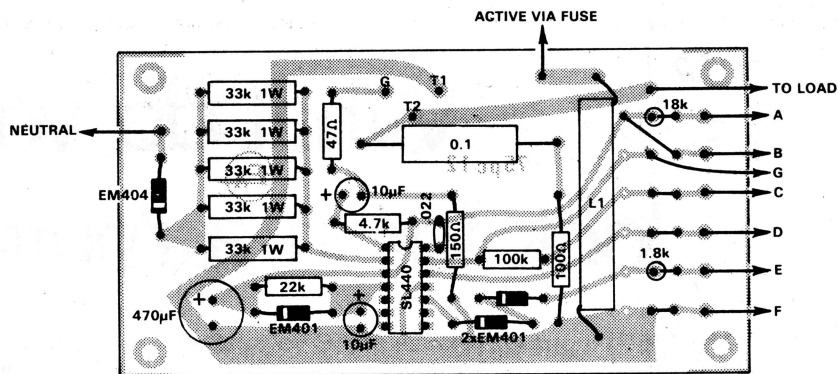 ACTIVE VIA FUSE
TO LOAD
NEUTRAL
33k 1W
33k 1W
33k 1W
33k 1W
33k 1W
47Ω
G
T1
T2
0.1
18k
A
B
G
C
D
E
F
EM404
10µF
.022
4.7k
150Ω
100k
100Ω
L1
1.8k
SL440
22k
470µF
EM401
10µF
2xEM401
75pc12
+
+
+